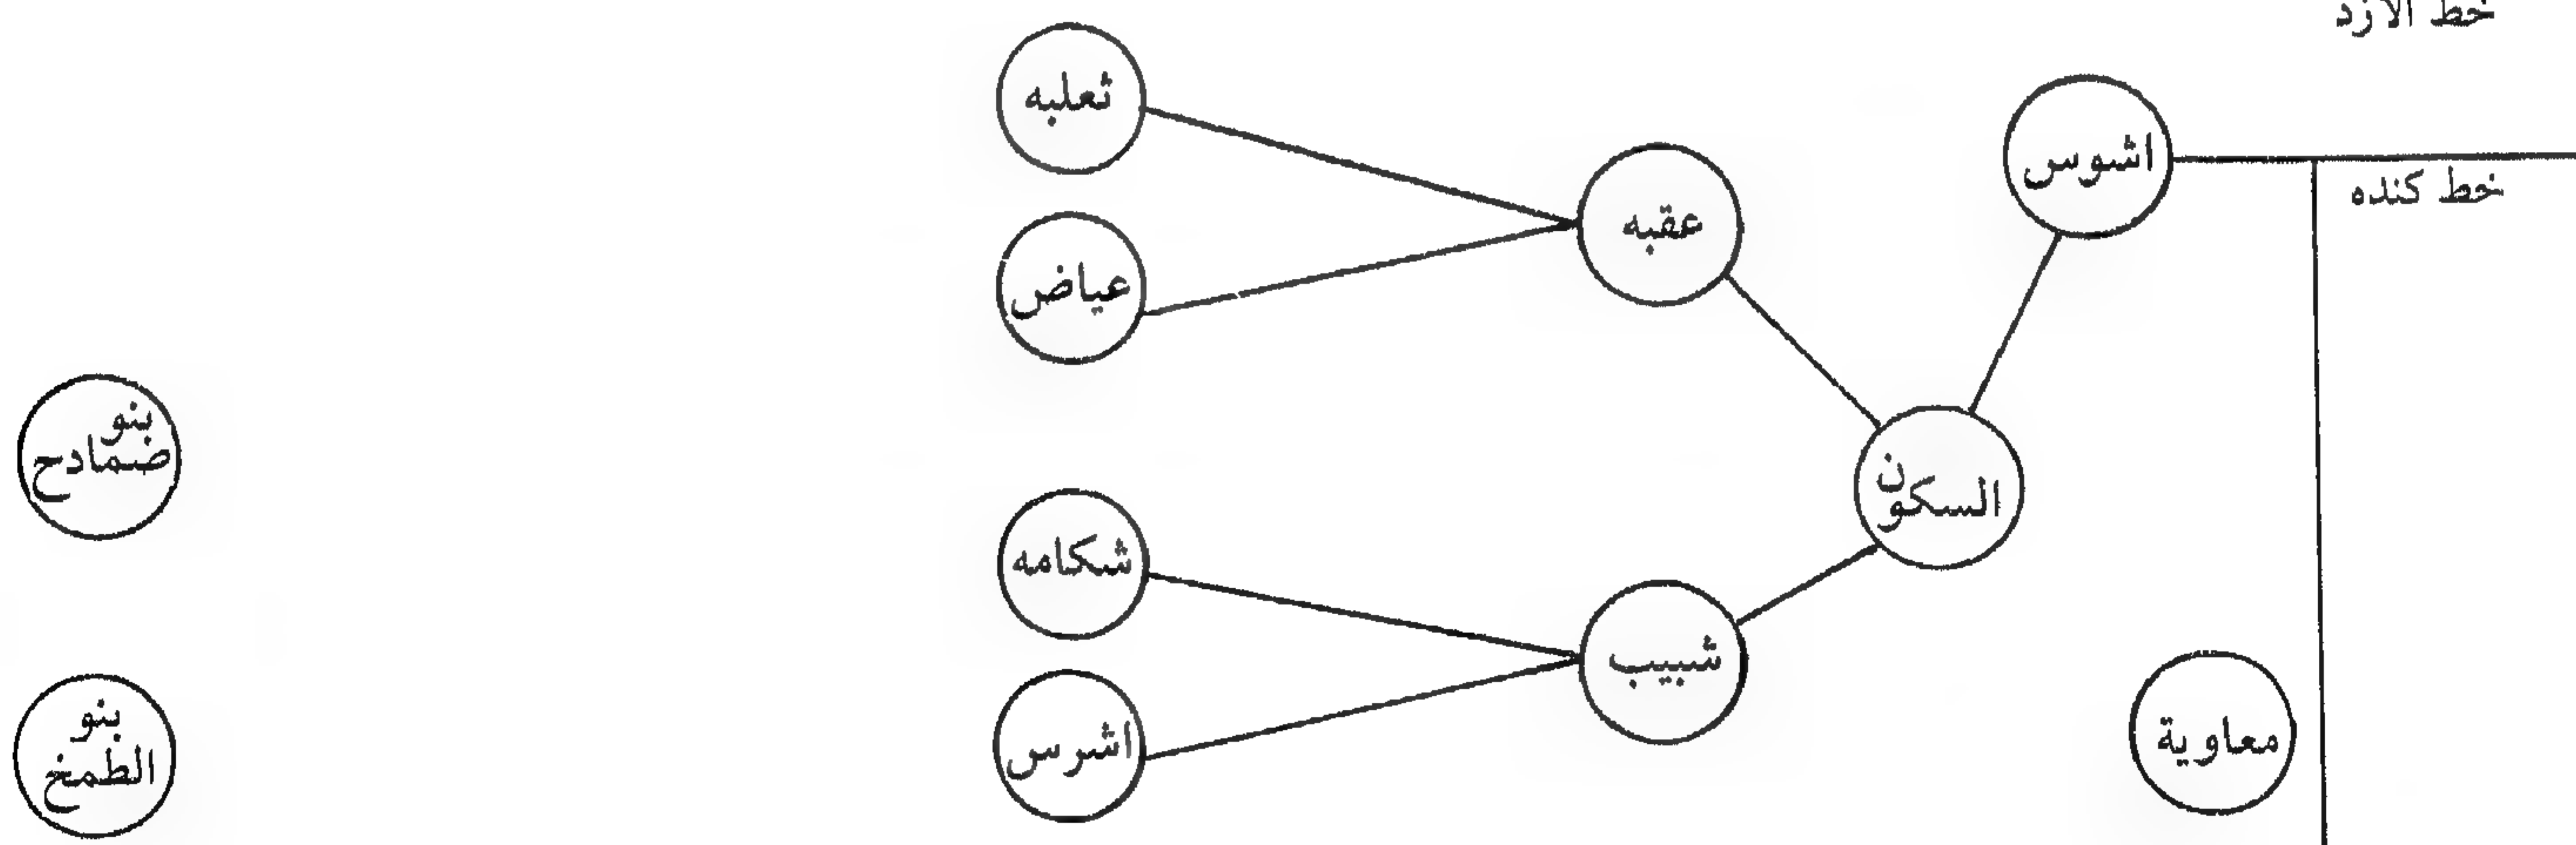 خط الأزد
خط كنده
اشوس
معاوية
السكون
عقبه
شبيب
ثعلبه
عياض
شكامه
اشرس
بنو
ضمادح
بنو
الطمخ